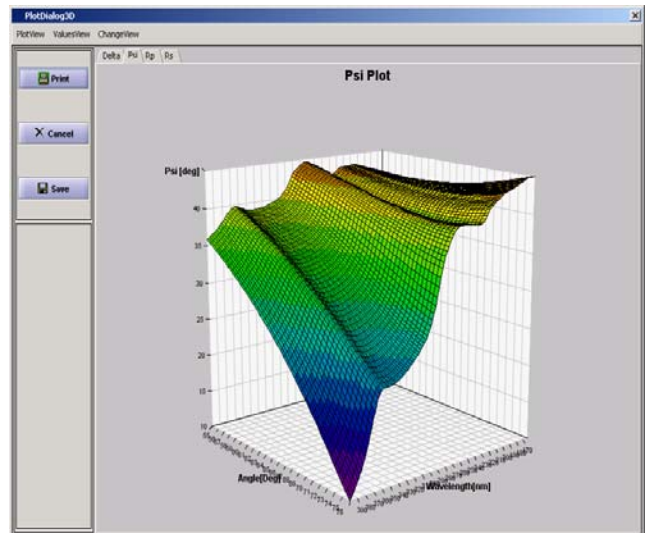 PlotDialog3D
PlotView ValuesView ChangeView
Delta Psi Rp Rs
Print
Cancel
Save
Psi Plot
Psi [deg]
40
35
30
25
20
15
10
Angle[Deg]
Wavelength[nm]